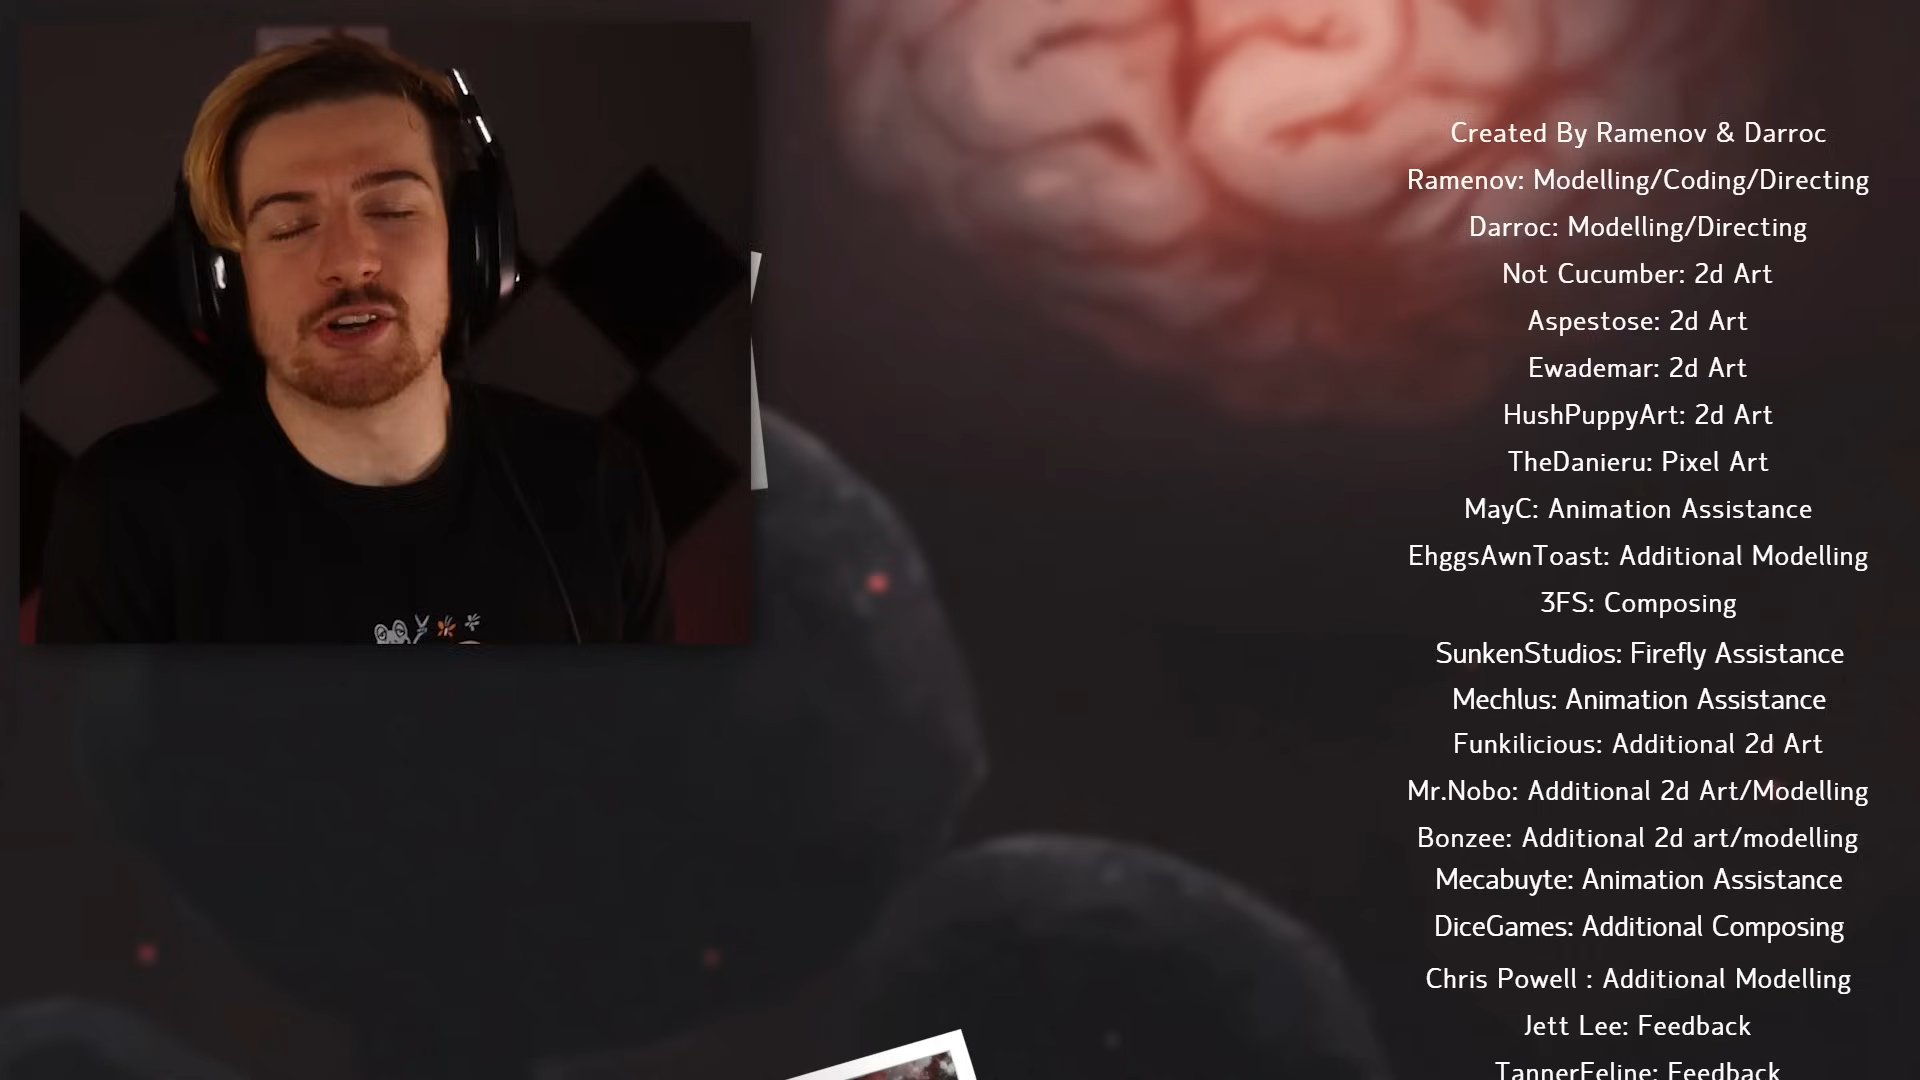 Created By Ramenov & Darroc
Ramenov: Modelling/Coding/Directing
Darroc: Modelling/Directing
Not Cucumber: 2d Art
Aspestose: 2d Art
Ewademar: 2d Art
HushPuppyArt: 2d Art
TheDanieru: Pixel Art
MayC: Animation Assistance
EhggsAwnToast: Additional Modelling
3FS: Composing
SunkenStudios: Firefly Assistance
Mechlus: Animation Assistance
Funkilicious: Additional 2d Art
Mr.Nobo: Additional 2d Art/Modelling
Bonzee: Additional 2d art/modelling
Mecabuyte: Animation Assistance
DiceGames: Additional Composing
Chris Powell : Additional Modelling
Jett Lee: Feedback
TannerFeline: Feedback